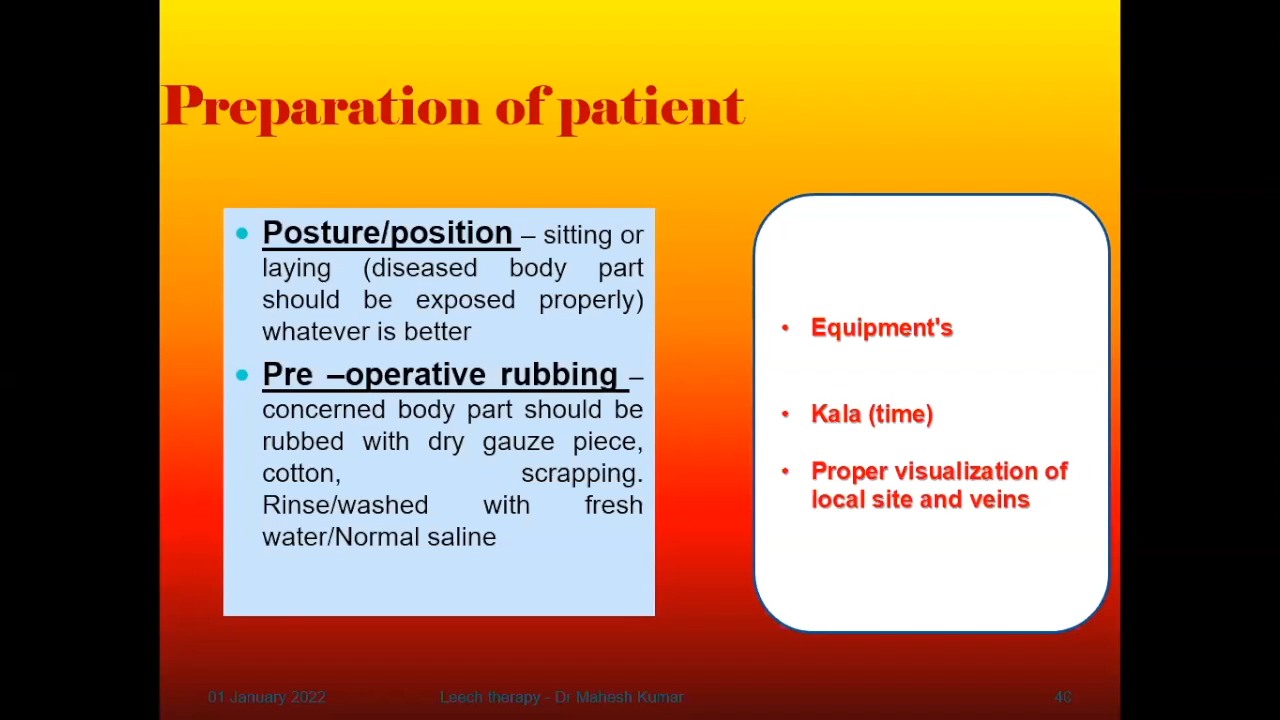 Preparation of patient
• Posture/position – sitting or
laying (diseased body part
should be exposed properly)
whatever is better
• Pre –operative rubbing –
concerned body part should be
rubbed with dry gauze piece,
cotton, scrapping.
Rinse/washed with fresh
water/Normal saline
• Equipment's
• Kala (time)
• Proper visualization of
local site and veins
01 January 2022
Leech therapy - Dr Mahesh Kumar